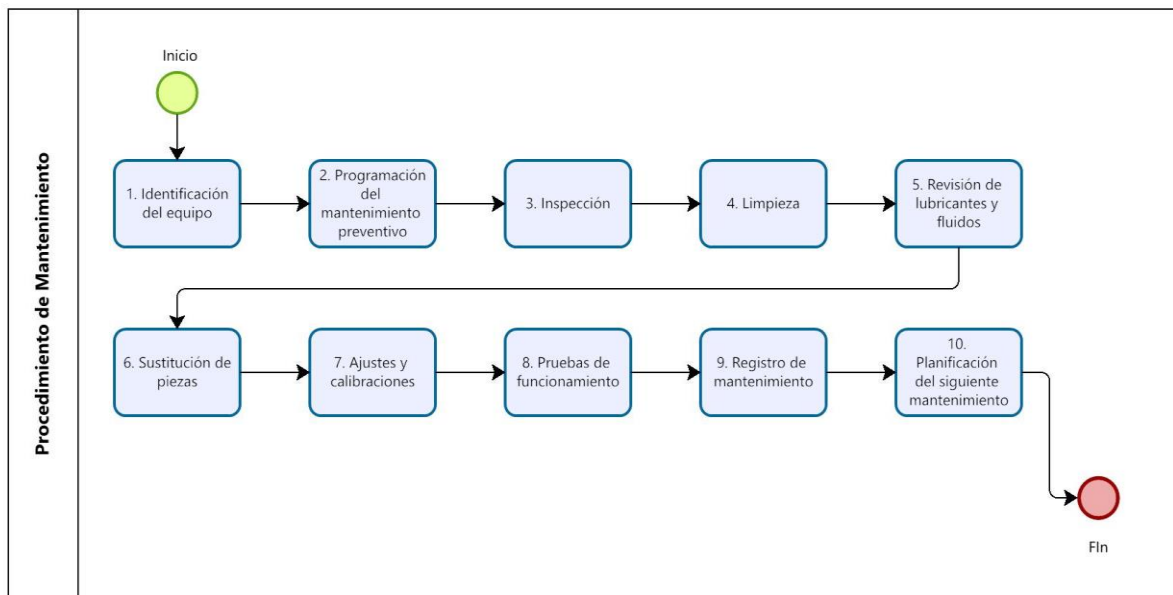 Procedimiento de Mantenimiento
Inicio
1. Identificación
del equipo
2. Programación
del
mantenimiento
preventivo
3. Inspección
4. Limpieza
5. Revisión de
lubricantes y
fluidos
6. Sustitución de
piezas
7. Ajustes y
calibraciones
8. Pruebas de
funcionamiento
9. Registro de
mantenimiento
10.
Planificación
del siguiente
mantenimiento
FIn